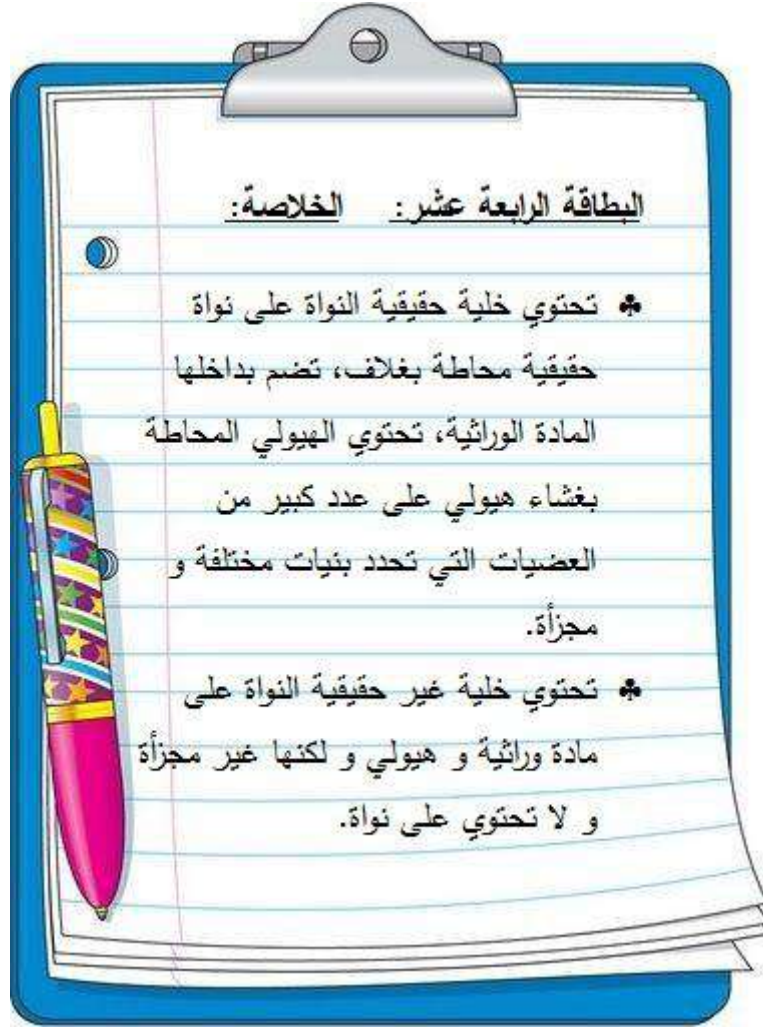 البطاقة الرابعة عشر: الخلاصة:
♣ تحتوي خلية حقيقية النواة على نواة
حقيقية محاطة بغلاف، تضم بداخلها
المادة الوراثية، تحتوي الهيولي المحاطة
بغشاء هيولي على عدد كبير من
العضيات التي تحدد بنيات مختلفة و
مجزأة.
♣ تحتوي خلية غير حقيقية النواة على
مادة وراثية و هيولي و لكنها غير مجزأة
و لا تحتوي على نواة.